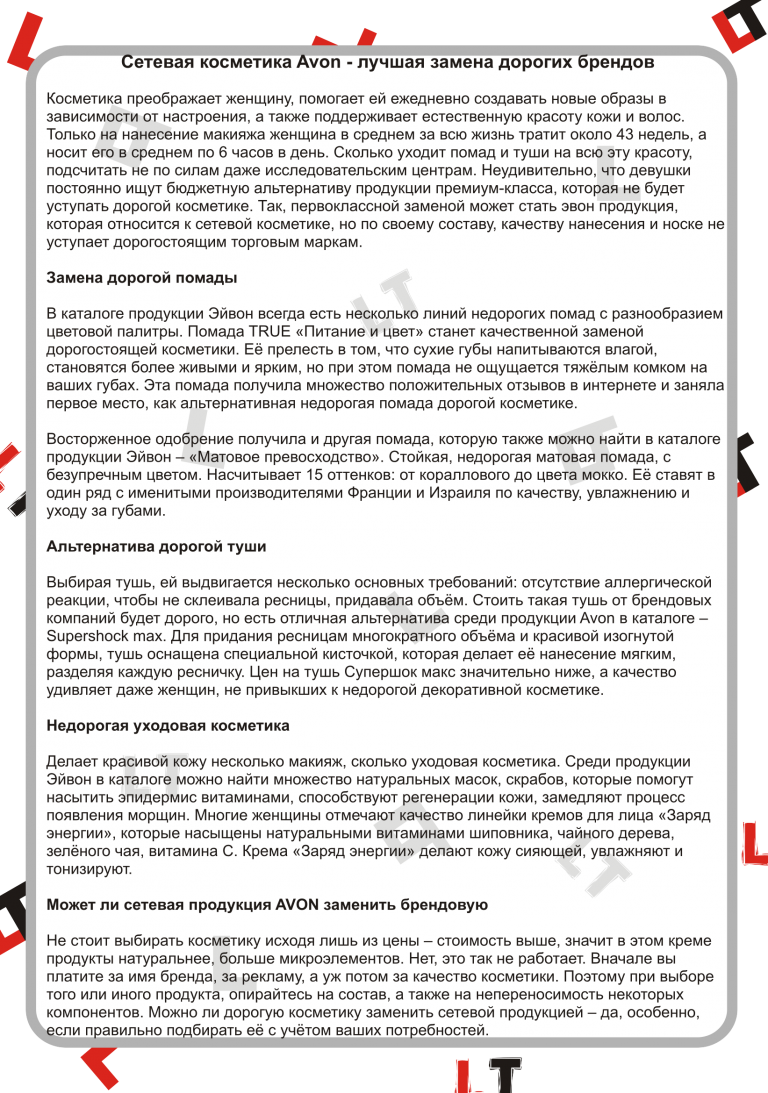 Сетевая косметика Avon - лучшая замена дорогих брендов
Косметика преображает женщину, помогает ей ежедневно создавать новые образы в
зависимости от настроения, а также поддерживает естественную красоту кожи и волос.
Только на нанесение макияжа женщина в среднем за всю жизнь тратит около 43 недель, а
носит его в среднем по 6 часов в день. Сколько уходит помад и туши на всю эту красоту,
подсчитать не по силам даже исследовательским центрам. Неудивительно, что девушки
постоянно ищут бюджетную альтернативу продукции премиум-класса, которая не будет
уступать дорогой косметике. Так, первоклассной заменой может стать эвон продукция,
которая относится к сетевой косметике, но по своему составу, качеству нанесения и носке не
уступает дорогостоящим торговым маркам.
Замена дорогой помады
В каталоге продукции Эйвон всегда есть несколько линий недорогих помад с разнообразием
цветовой палитры. Помада TRUE «Питание и цвет» станет качественной заменой
дорогостоящей косметики. Её прелесть в том, что сухие губы напитываются влагой,
становятся более живыми и ярким, но при этом помада не ощущается тяжёлым комком на
ваших губах. Эта помада получила множество положительных отзывов в интернете и заняла
первое место, как альтернативная недорогая помада дорогой косметике.
Восторженное одобрение получила и другая помада, которую также можно найти в каталоге
продукции Эйвон – «Матовое превосходство». Стойкая, недорогая матовая помада, с
безупречным цветом. Насчитывает 15 оттенков: от кораллового до цвета мокко. Её ставят в
один ряд с именитыми производителями Франции и Израиля по качеству, увлажнению и
уходу за губами.
Альтернатива дорогой туши
Выбирая тушь, ей выдвигается несколько основных требований: отсутствие аллергической
реакции, чтобы не склеивала ресницы, придавала объём. Стоить такая тушь от брендовых
компаний будет дорого, но есть отличная альтернатива среди продукции Avon в каталоге –
Supershock max. Для придания ресницам многократного объёма и красивой изогнутой
формы, тушь оснащена специальной кисточкой, которая делает её нанесение мягким,
разделяя каждую ресничку. Цен на тушь Супершок макс значительно ниже, а качество
удивляет даже женщин, не привыкших к недорогой декоративной косметике.
Недорогая уходовая косметика
Делает красивой кожу несколько макияж, сколько уходовая косметика. Среди продукции
Эйвон в каталоге можно найти множество натуральных масок, скрабов, которые помогут
насытить эпидермис витаминами, способствуют регенерации кожи, замедляют процесс
появления морщин. Многие женщины отмечают качество линейки кремов для лица «Заряд
энергии», которые насыщены натуральными витаминами шиповника, чайного дерева,
зелёного чая, витамина С. Крема «Заряд энергии» делают кожу сияющей, увлажняют и
тонизируют.
Может ли сетевая продукция AVON заменить брендовую
Не стоит выбирать косметику исходя лишь из цены – стоимость выше, значит в этом креме
продукты натуральнее, больше микроэлементов. Нет, это так не работает. Вначале вы
платите за имя бренда, за рекламу, а уж потом за качество косметики. Поэтому при выборе
того или иного продукта, опирайтесь на состав, а также на непереносимость некоторых
компонентов. Можно ли дорогую косметику заменить сетевой продукцией – да, особенно,
если правильно подбирать её с учётом ваших потребностей.
LT